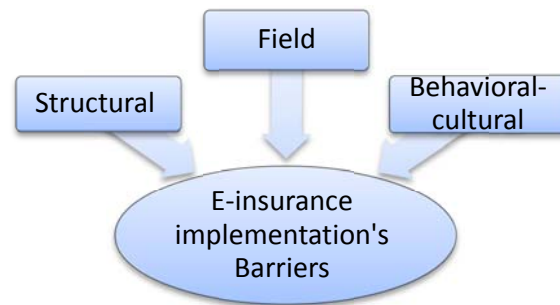 Field
Structural
Behavioral-
cultural
E-insurance
implementation's
Barriers